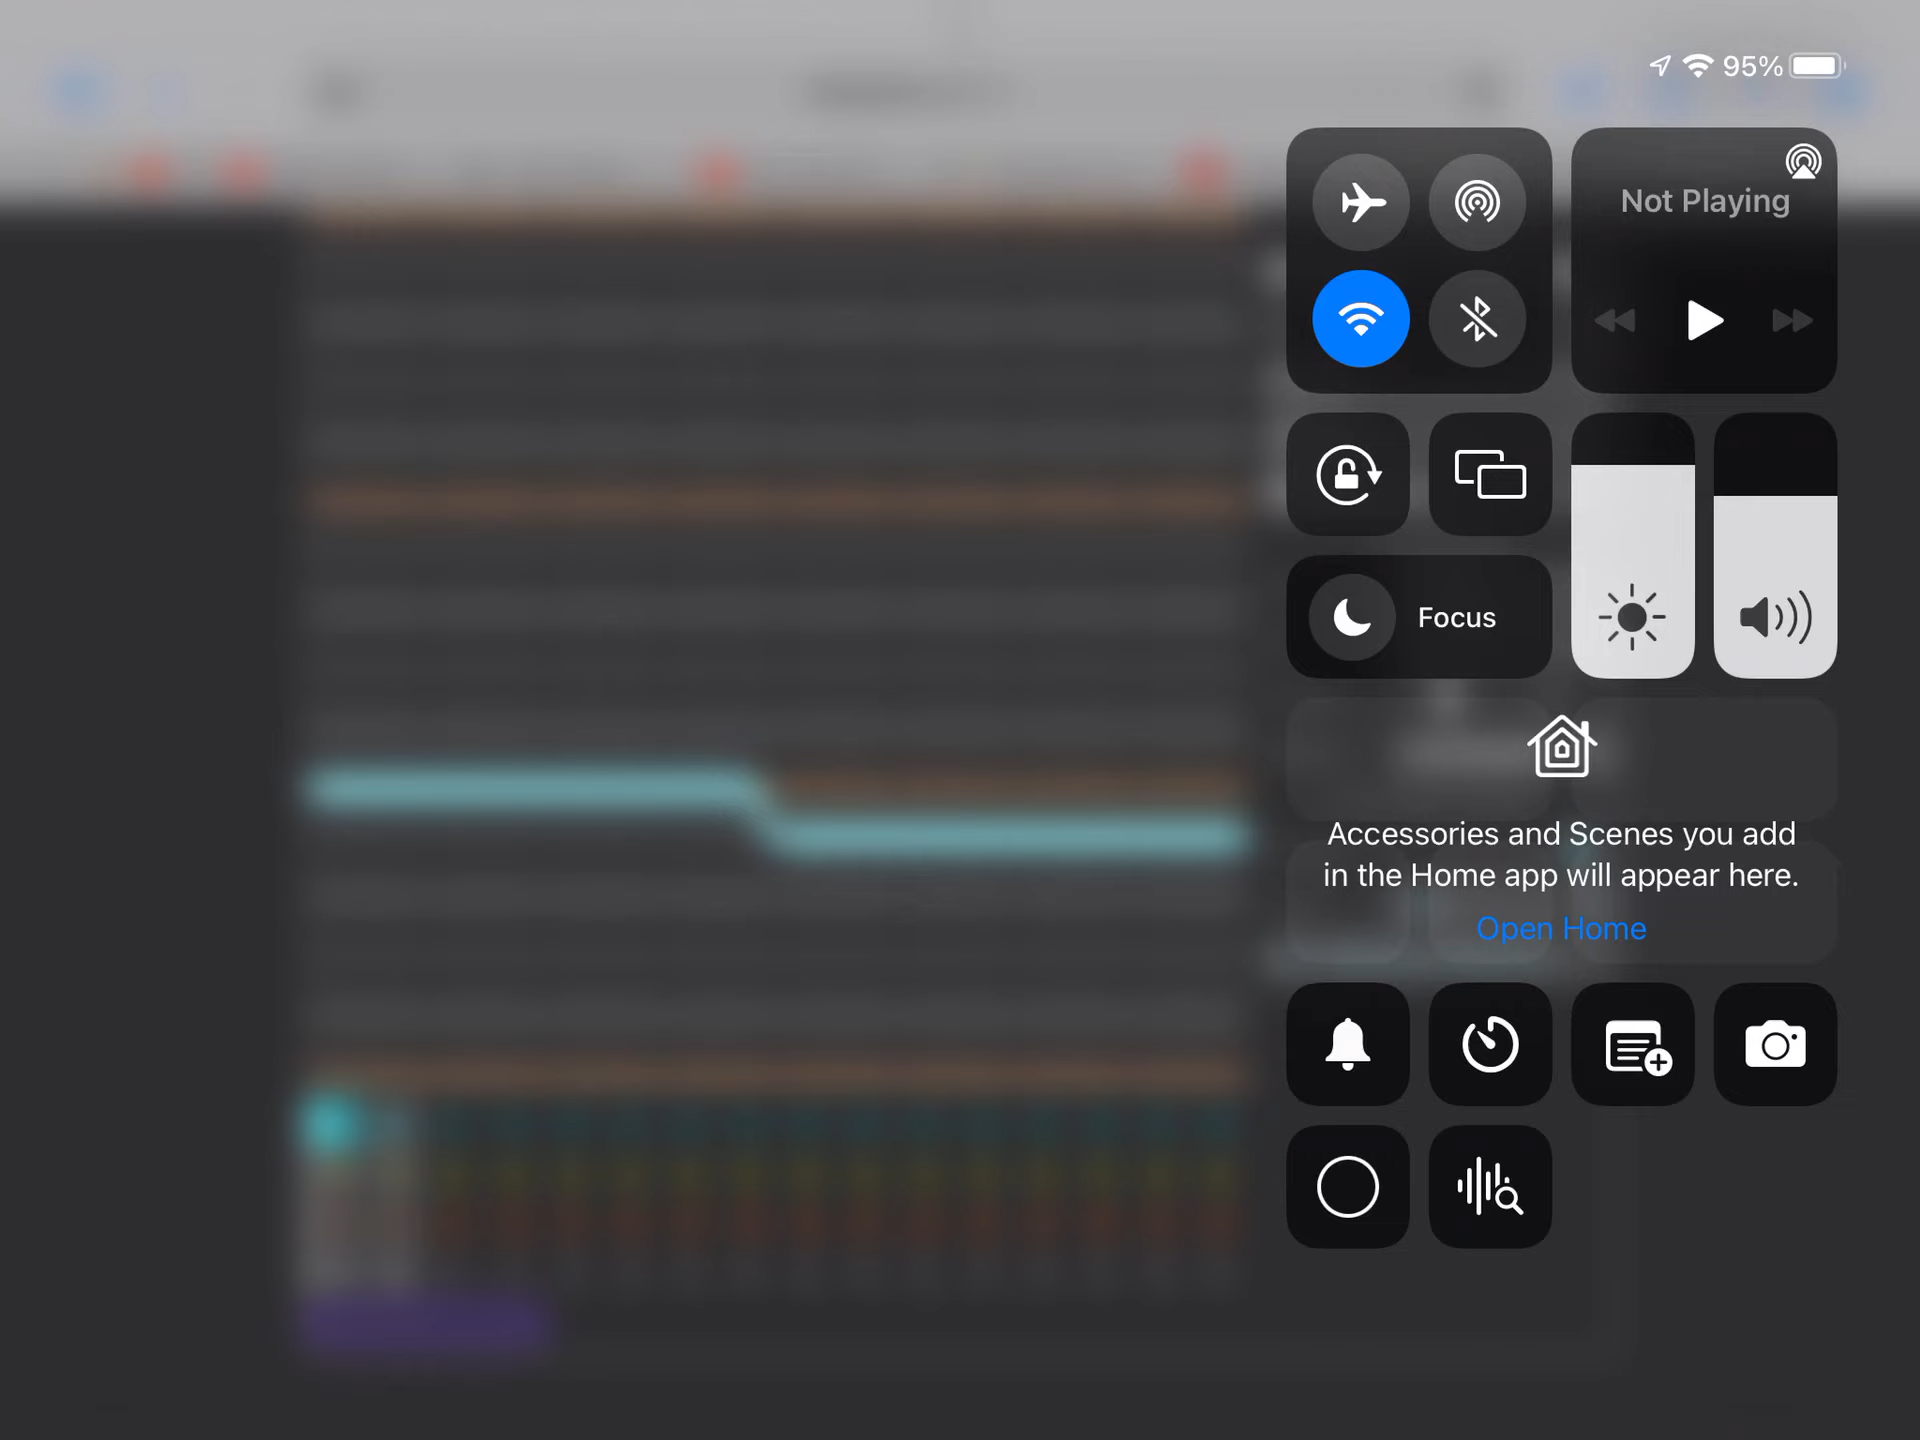 95%
Not Playing
Focus
Accessories and Scenes you add
in the Home app will appear here.
Open Home